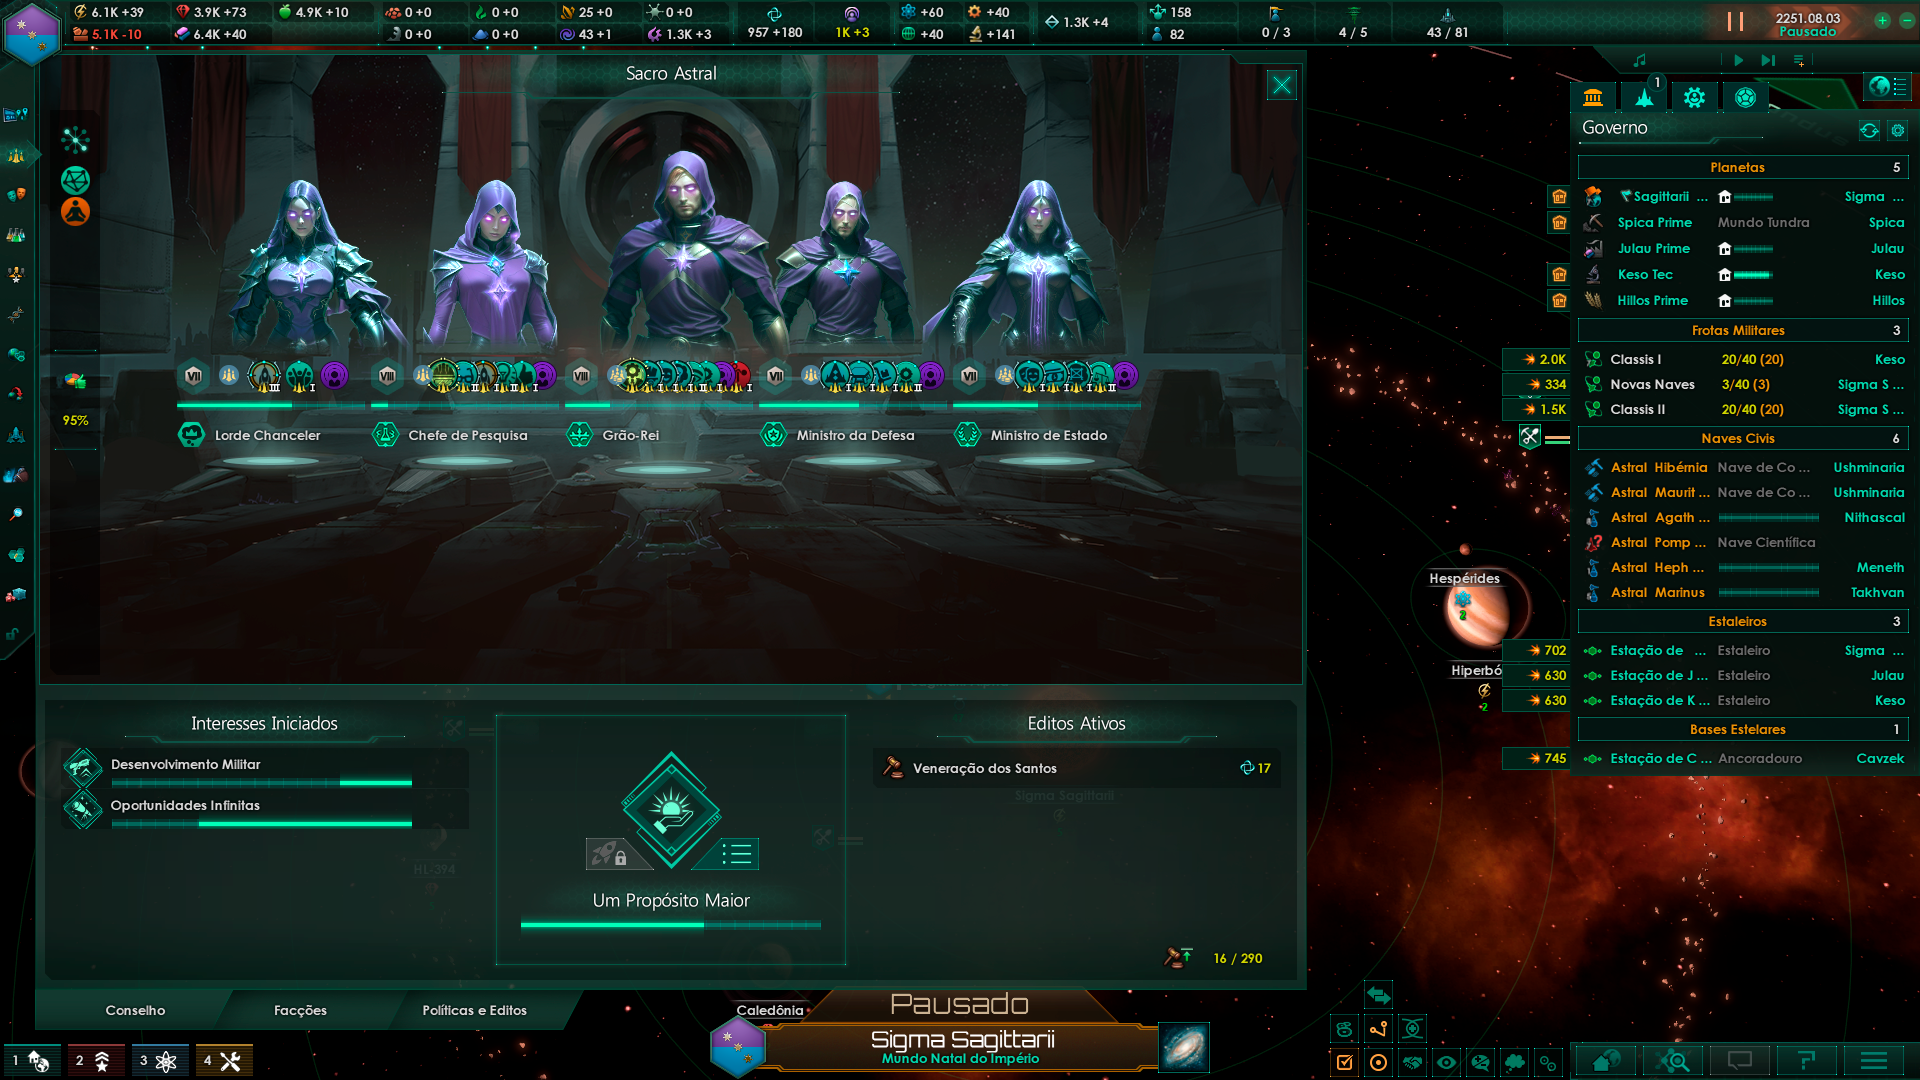 6.1K +39
3.9K +73
4.9K +10
0 +0
0 +0
25 +0
0 +0
+60
+40
158
5.1K -10
6.4K +40
0 +0
0 +0
43 +1
1.3K +3
957 +180
1K +3
+40
+141
1.3K +4
82
0 / 3
4 / 5
43 / 81
2251.08.03
Pausado
Sacro Astral
95%
VII
III
I
VIII
I
I
I
I
VIII
I
I
I
I
I
I
VII
I
I
I
II
VII
I
I
I
II
Lorde Chanceler
Chefe de Pesquisa
Grão-Rei
Ministro da Defesa
Ministro de Estado
Interesses Iniciados
Desenvolvimento Militar
Oportunidades Infinitas
HL-394
Um Propósito Maior
Editos Ativos
Veneração dos Santos
17
Sigma Sagittarii
16 / 290
Conselho
Facções
Políticas e Editos
1
2
3
4
Caledônia
Pausado
Sigma Sagittarii
Mundo Natal do Império
Hespérides
2
Hiperbó
-2
1
Governo
Planetas 5
Sagittarii ... Sigma ...
Spica Prime Mundo Tundra Spica
Julau Prime Julau
Keso Tec Keso
Hillos Prime Hillos
Frotas Militares 3
2.0K Classis I 20/40 (20) Keso
334 Novas Naves 3/40 (3) Sigma S ...
1.5K Classis II 20/40 (20) Sigma S ...
Naves Civis 6
Astral Hibérnia Nave de Co ... Ushminaria
Astral Maurit ... Nave de Co ... Ushminaria
Astral Agath ... Nithascal
Astral Pomp ... Nave Científica
Astral Heph ... Meneth
Astral Marinus Takhvan
Estaleiros 3
702 Estação de ... Estaleiro Sigma ...
630 Estação de J ... Estaleiro Julau
630 Estação de K ... Estaleiro Keso
Bases Estelares 1
745 Estação de C ... Ancoradouro Cavzek